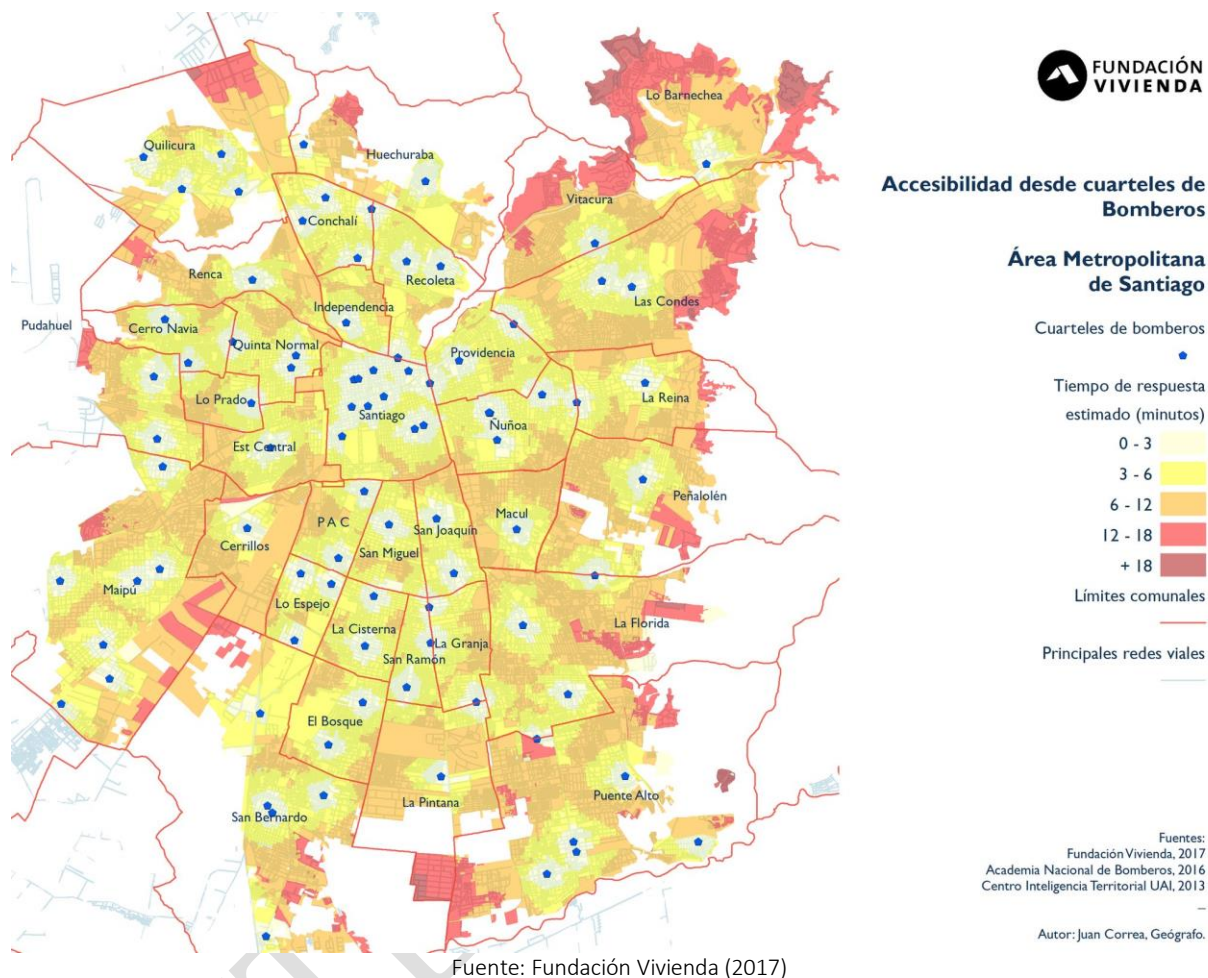 Lo Barnechea
Quilicura
Huechuraba
Vitacura
Conchalí
Renca
Recoleta
Las Condes
Independencia
Pudahuel
Cerro Navia
Quinta Normal
Providencia
Lo Prado
La Reina
Santiago
Ñuñoa
Est Central
Peñalolén
P A C
San Joaquin
Macul
Cerrillos
San Miguel
Maipú
Lo Espejo
La Cisterna
La Granja
La Florida
San Ramón
El Bosque
La Pintana
Puente Alto
San Bernardo
FUNDACIÓN
VIVIENDA
Accesibilidad desde cuarteles de
Bomberos
Área Metropolitana
de Santiago
Cuarteles de bomberos
Tiempo de respuesta
estimado (minutos)
0 - 3
3 - 6
6 - 12
12 - 18
+ 18
Límites comunales
Principales redes viales
Fuentes:
Fundación Vivienda, 2017
Academia Nacional de Bomberos, 2016
Centro Inteligencia Territorial UAI, 2013
–
Autor: Juan Correa, Geógrafo.
Fuente: Fundación Vivienda (2017)